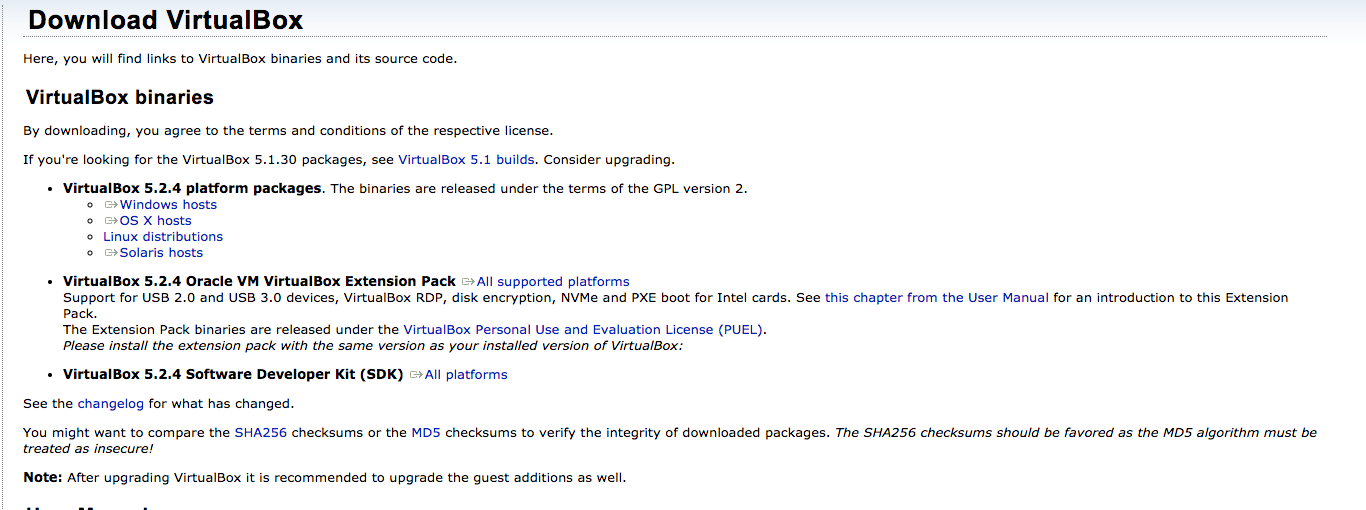 Download VirtualBox
Here, you will find links to VirtualBox binaries and its source code.
VirtualBox binaries
By downloading, you agree to the terms and conditions of the respective license.
If you're looking for the VirtualBox 5.1.30 packages, see VirtualBox 5.1 builds. Consider upgrading.
VirtualBox 5.2.4 platform packages. The binaries are released under the terms of the GPL version 2.
Windows hosts
OS X hosts
Linux distributions
Solaris hosts
VirtualBox 5.2.4 Oracle VM VirtualBox Extension Pack All supported platforms
Support for USB 2.0 and USB 3.0 devices, VirtualBox RDP, disk encryption, NVMe and PXE boot for Intel cards. See this chapter from the User Manual for an introduction to this Extension
Pack.
The Extension Pack binaries are released under the VirtualBox Personal Use and Evaluation License (PUEL).
Please install the extension pack with the same version as your installed version of VirtualBox:
VirtualBox 5.2.4 Software Developer Kit (SDK) All platforms
See the changelog for what has changed.
You might want to compare the SHA256 checksums or the MD5 checksums to verify the integrity of downloaded packages. The SHA256 checksums should be favored as the MD5 algorithm must be
treated as insecure!
Note: After upgrading VirtualBox it is recommended to upgrade the guest additions as well.